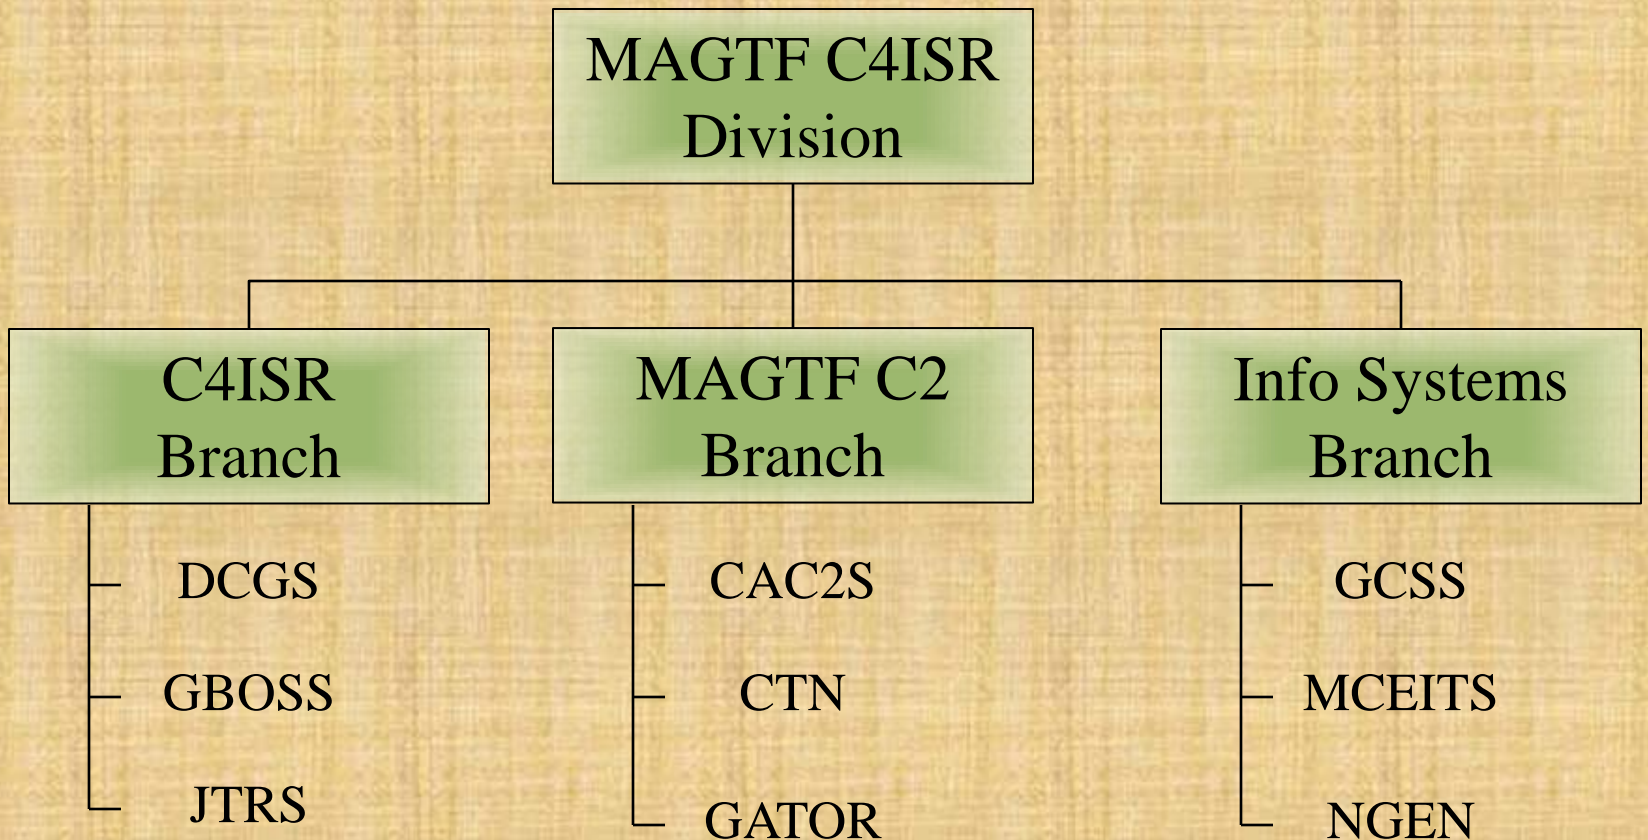 MAGTF C4ISR
Division
C4ISR
Branch
DCGS
GBOSS
JTRS
MAGTF C2
Branch
CAC2S
CTN
GATOR
Info Systems
Branch
GCSS
MCEITS
NGEN